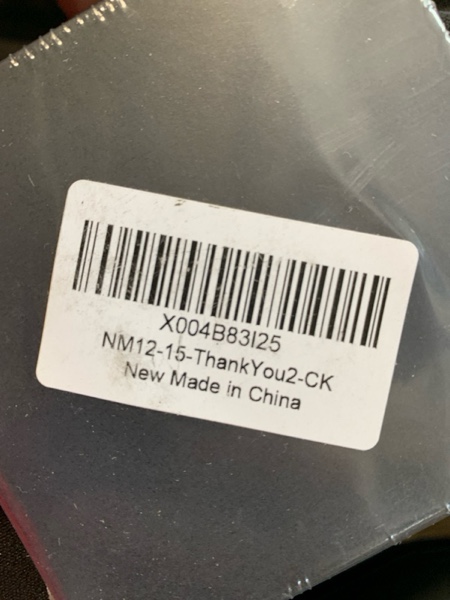 X004B83I25
NM12-15-ThankYou2-CK
New Made in China